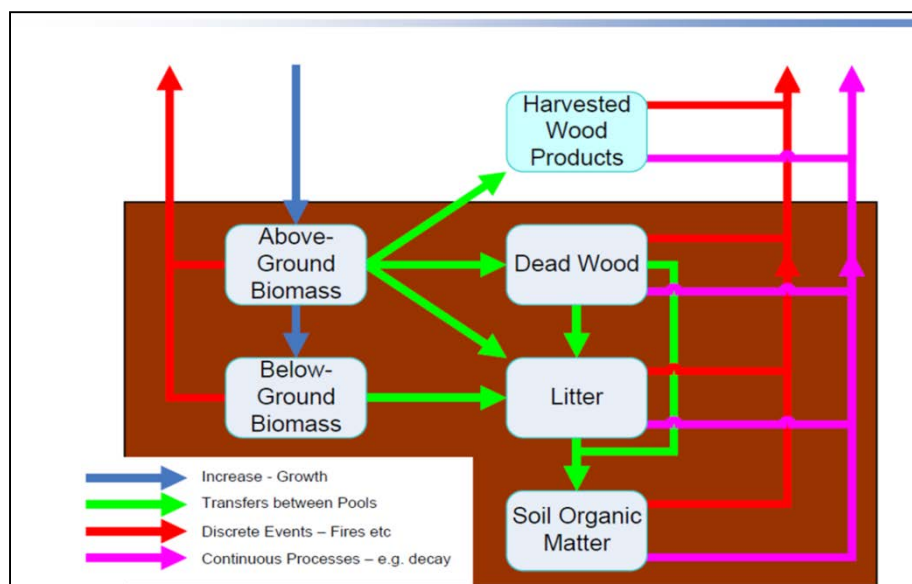 Harvested
Wood
Products
Above-
Ground
Biomass
Dead Wood
Below-
Ground
Biomass
Litter
Soil Organic
Matter
Increase - Growth
Transfers between Pools
Discrete Events – Fires etc
Continuous Processes – e.g. decay